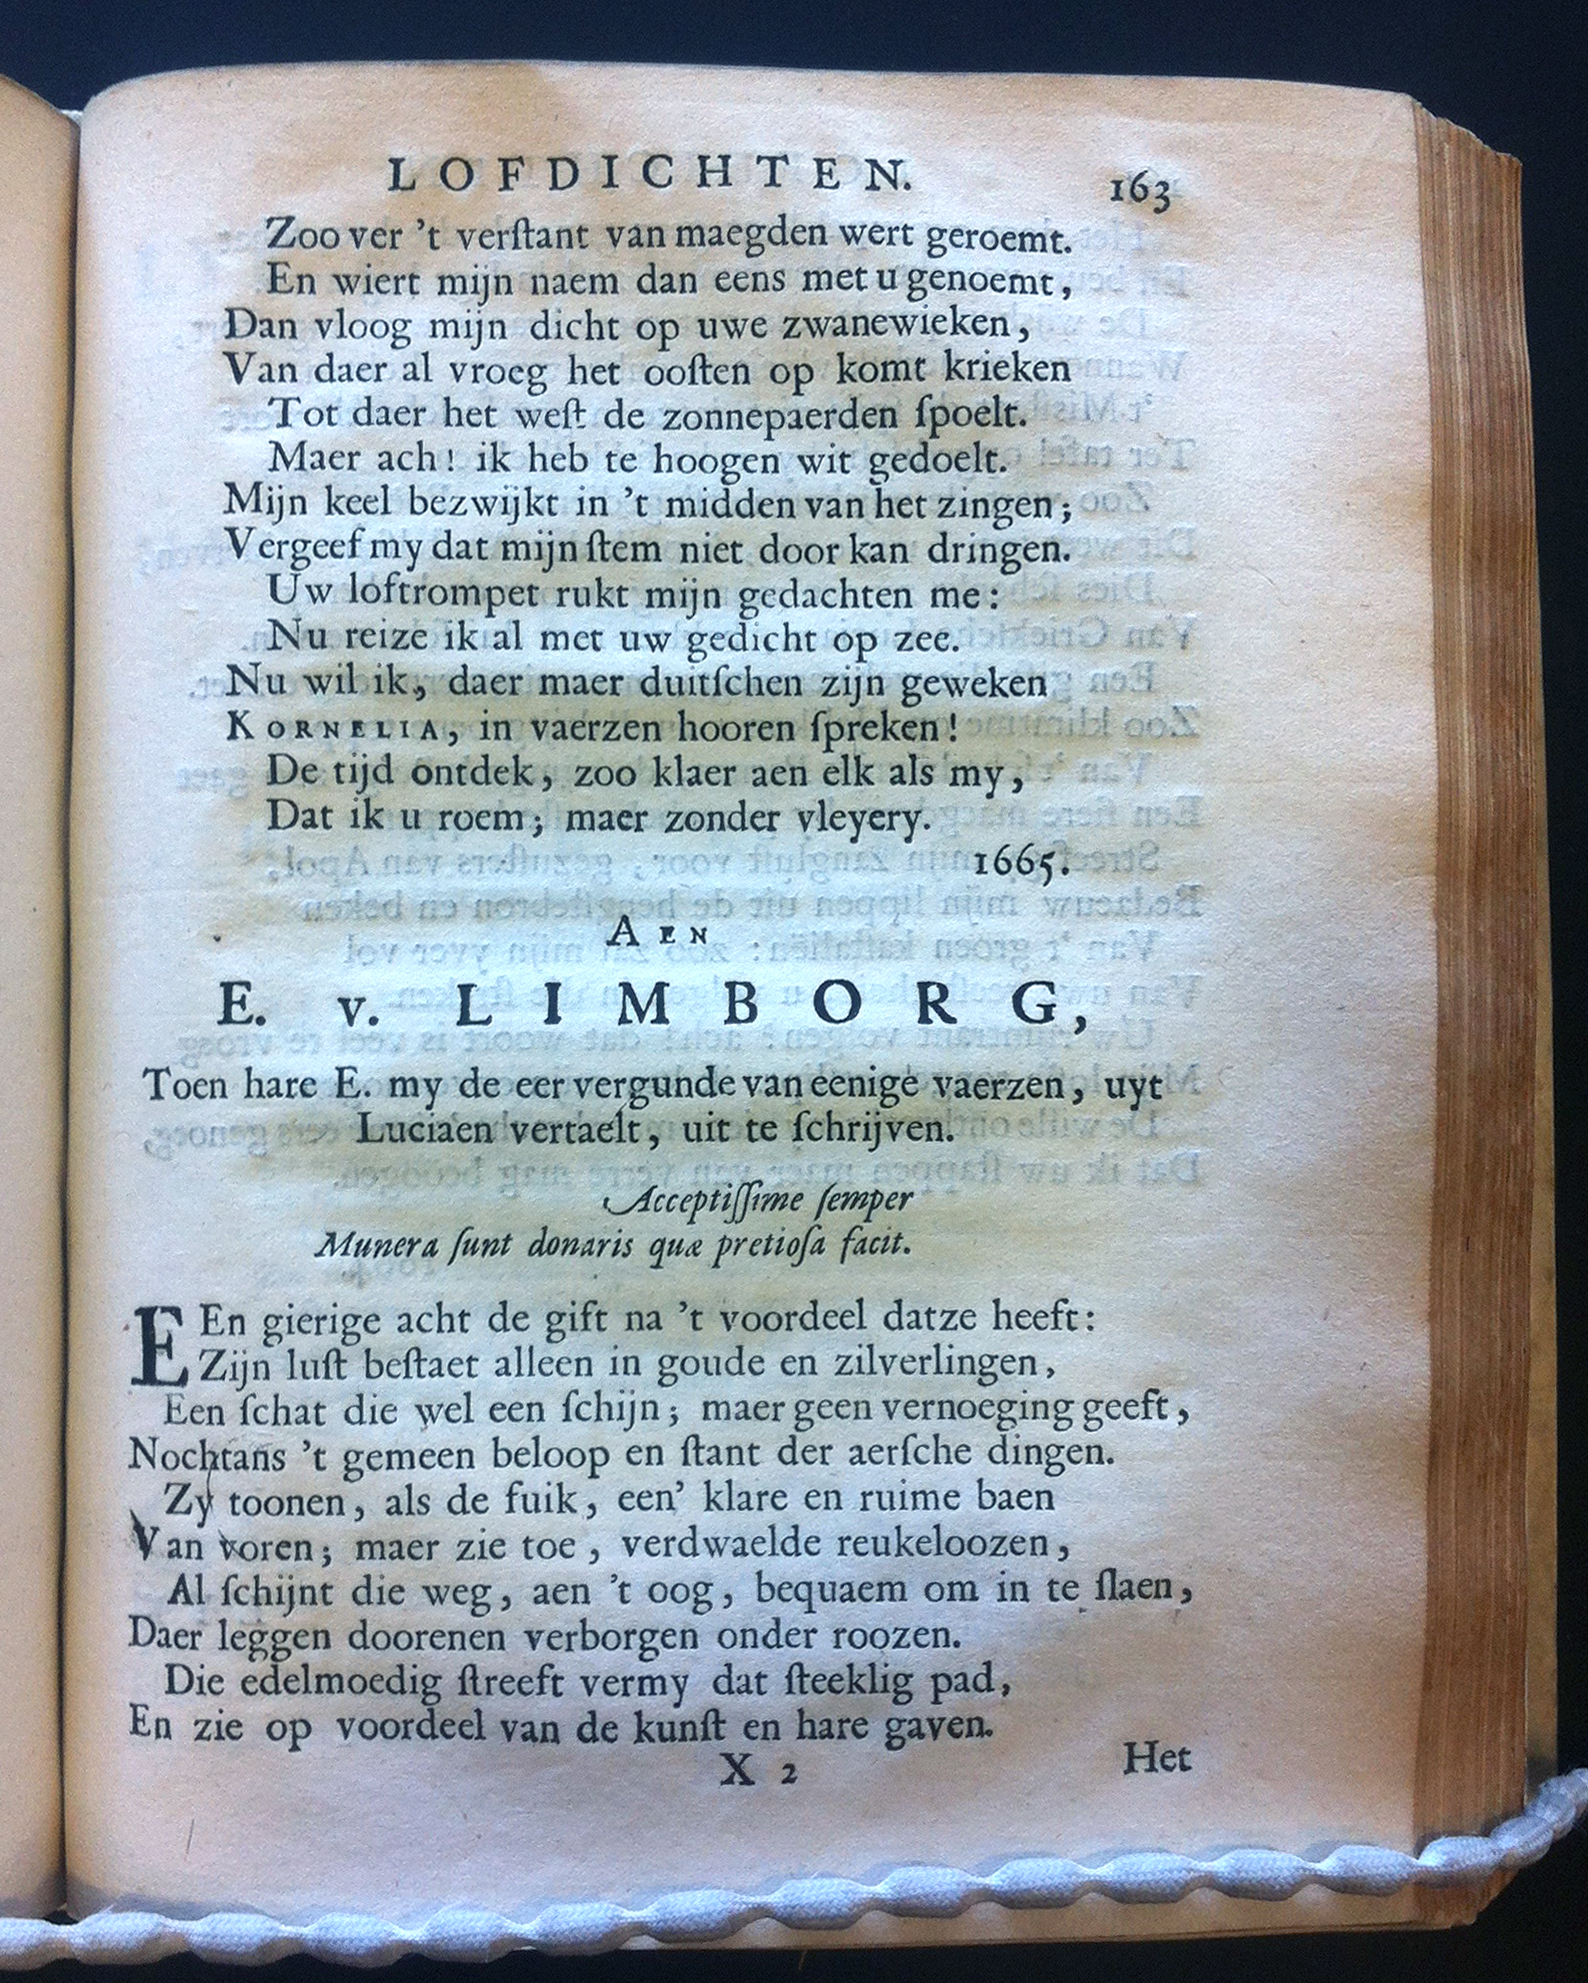 LOFDICHTEN. 163
Zoo ver 't verſtant van maegden wert geroemt.
En wiert mijn naem dan eens met u genoemt,
Dan vloog mijn dicht op uwe zwanewieken,
Van daer al vroeg het ooſten op komt krieken
Tot daer het weſt de zonnepaerden ſpoelt.
Maer ach! ik heb te hoogen wit gedoelt.
Mijn keel bezwijkt in 't midden van het zingen;
Vergeef my dat mijn ſtem niet door kan dringen.
Uw loftrompet rukt mijn gedachten me:
Nu reize ik al met uw gedicht op zee.
Nu wil ik, daer maer duitſchen zijn geweken
KORNELIA, in vaerzen hooren ſpreken!
De tijd ontdek, zoo klaer aen elk als my,
Dat ik u roem; maer zonder vleyery.
1665.
AEN
E. v. LIMBORG,
Toen hare E. my de eer vergunde van eenige vaerzen, uyt
Luciaen vertaelt, uit te ſchrijven.
Acceptiſſime ſemper
Munera ſunt donaris quæ pretioſa facit.
EEn gierige acht de gift na 't voordeel datze heeft:
Zijn luſt beſtaet alleen in goude en zilverlingen,
Een ſchat die wel een ſchijn; maer geen vernoeging geeft,
Nochtans 't gemeen beloop en ſtant der aerſche dingen.
Zy toonen, als de fuik, een' klare en ruime baen
Van voren; maer zie toe, verdwaelde reukeloozen,
Al ſchijnt die weg, aen 't oog, bequaem om in te ſlaen,
Daer leggen doorenen verborgen onder roozen.
Die edelmoedig ſtreeft vermy dat ſteeklig pad,
En zie op voordeel van de kunſt en hare gaven.
X 2 Het